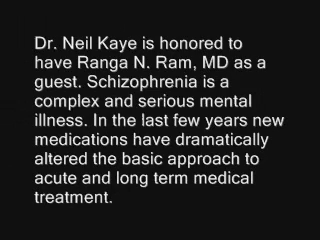 Dr. Neil Kaye is honored to
have Ranga N. Ram, MD as a
guest. Schizophrenia is a
complex and serious mental
illness. In the last few years new
medications have dramatically
altered the basic approach to
acute and long term medical
treatment.